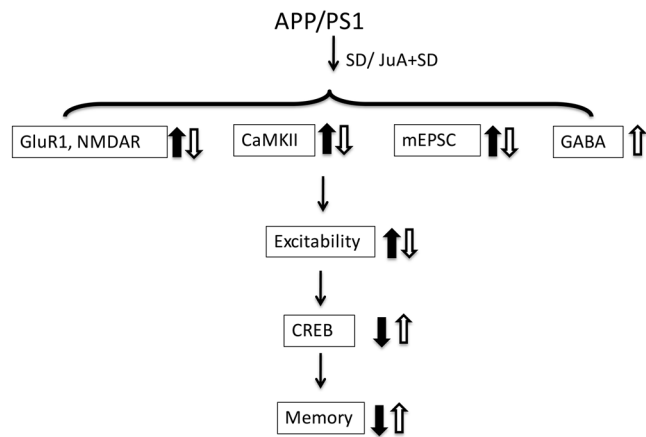 APP/PS1
SD/ JuA+SD
GluR1, NMDAR
CaMKII
mEPSC
GABA
Excitability
CREB
Memory